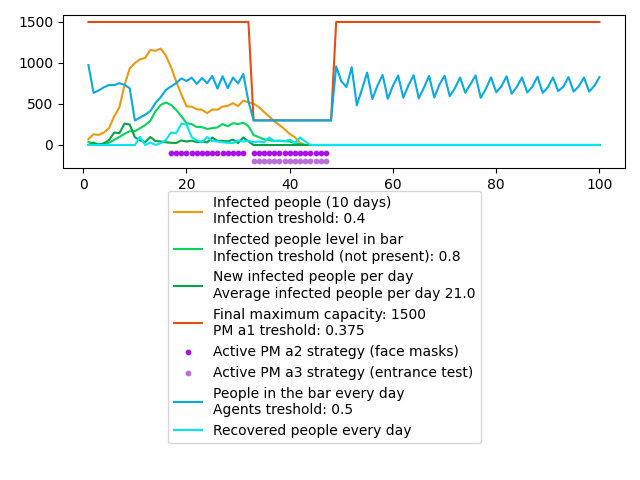 1500
1000
500
0
0 20 40 60 80 100
Infected people (10 days)
Infection treshold: 0.4
Infected people level in bar
Infection treshold (not present): 0.8
New infected people per day
Average infected people per day 21.0
Final maximum capacity: 1500
PM a1 treshold: 0.375
Active PM a2 strategy (face masks)
Active PM a3 strategy (entrance test)
People in the bar every day
Agents treshold: 0.5
Recovered people every day